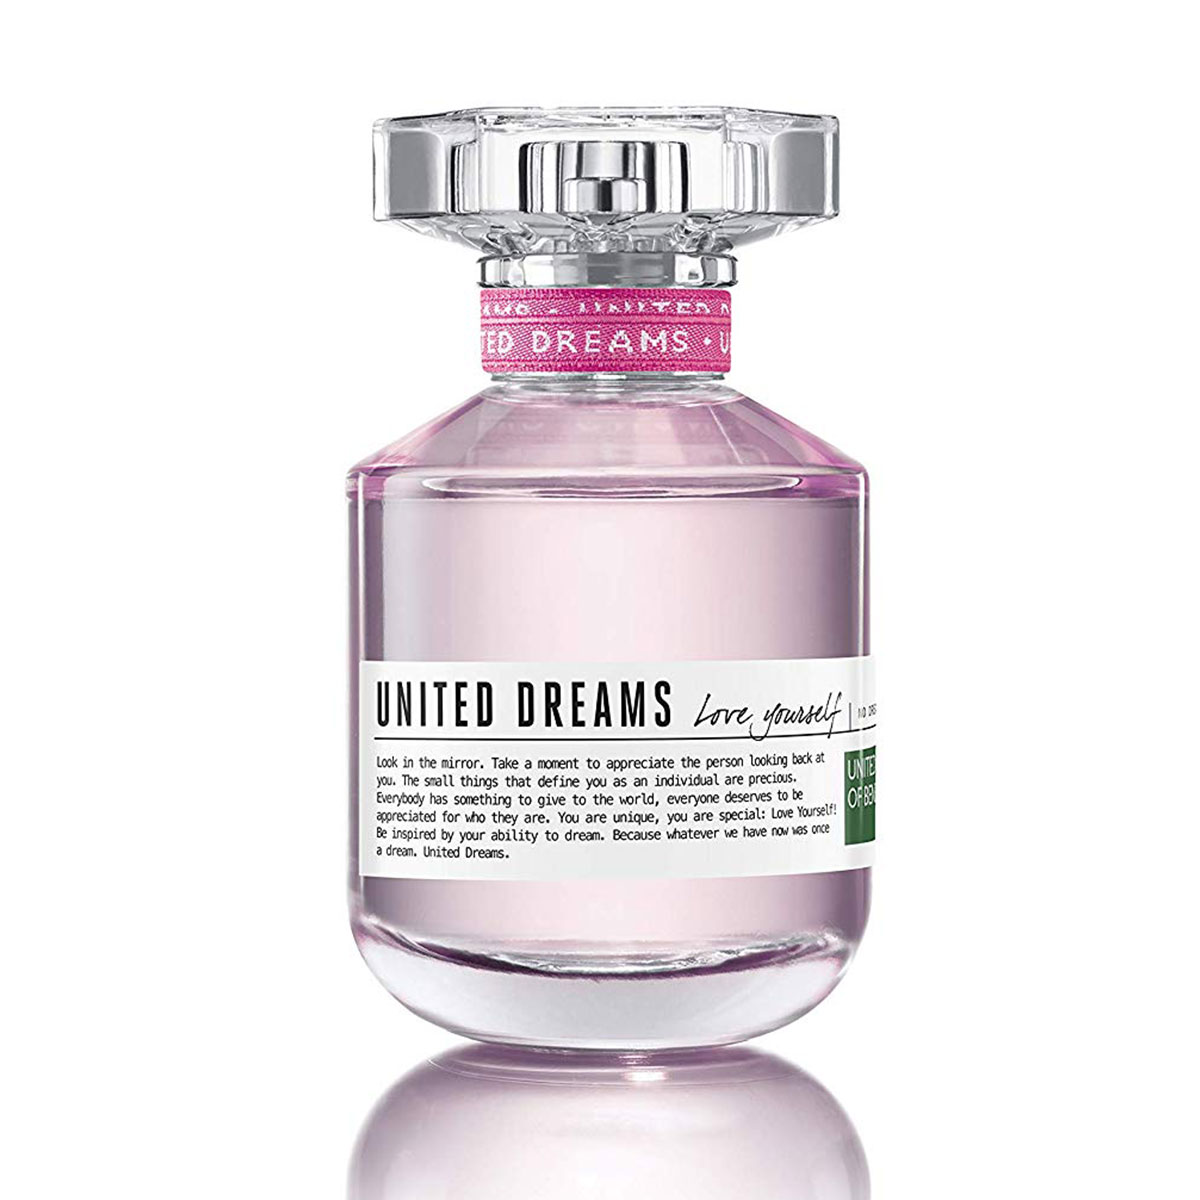 UNITED
DREAMS
UNITED DREAMS Love yourself
Look in the mirror. Take a moment to appreciate the person looking back at
you. The small things that define you as an individual are precious.
Everybody has something to give to the world, everyone deserves to be
appreciated for who they are. You are unique, you are special: Love Yourself!
Be inspired by your ability to dream. Because whatever we have now was once
a dream. United Dreams.
UNITED
OF BEN